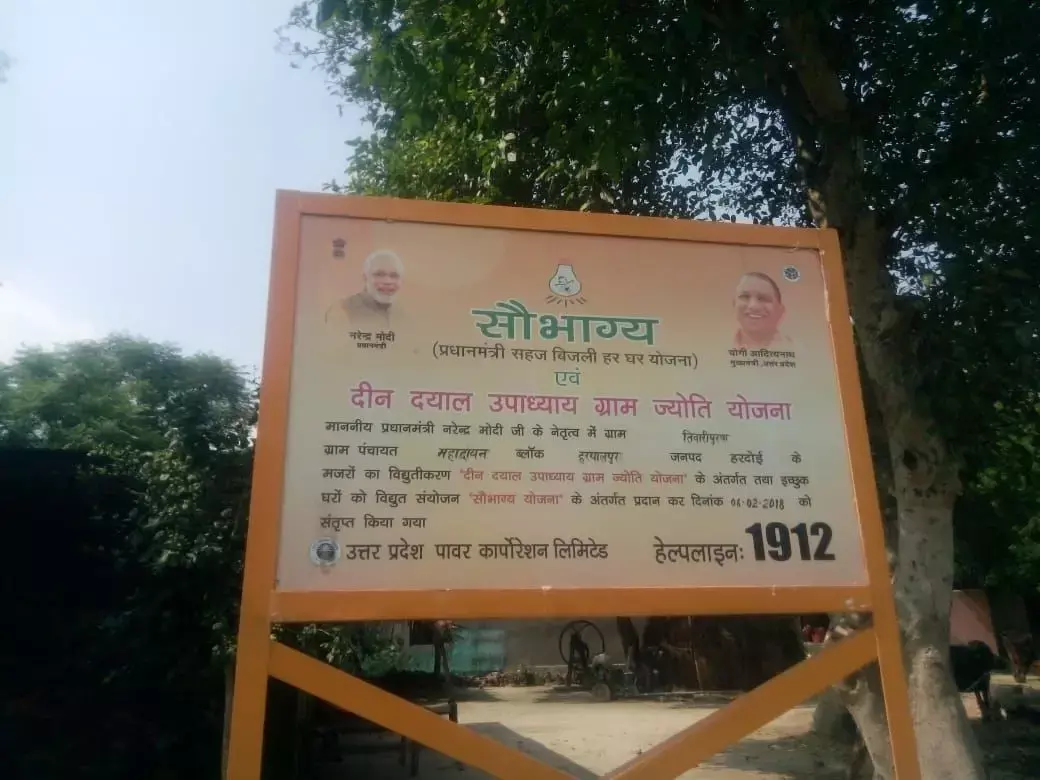 सौभाग्य
(प्रधानमंत्री सहज बिजली हर घर योजना)
नरेन्द्र मोदी
प्रधानमंत्री
योगी आदित्यनाथ
मुख्यमंत्री, उत्तर प्रदेश
एवं
दीन दयाल उपाध्याय ग्राम ज्योति योजना
माननीय प्रधानमंत्री नरेन्द्र मोदी जी के नेतृत्व में ग्राम तिवारीपुरवा
ग्राम पंचायत महादायन ब्लॉक हरपालपुर जनपद हरदोई के
मजरों का विद्युतीकरण "दीन दयाल उपाध्याय ग्राम ज्योति योजना" के अंतर्गत तथा इच्छुक
घरों को विद्युत संयोजन "सौभाग्य योजना" के अंतर्गत प्रदान कर दिनांक 06-02-2018 को
संतृप्त किया गया
उत्तर प्रदेश पावर कार्पोरेशन लिमिटेड हेल्पलाइन: 1912